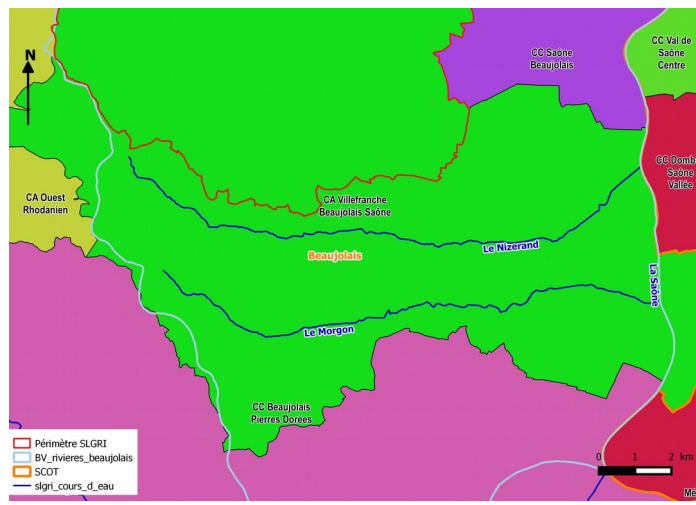 N
CC Saône
Beaujolais
CC Val de
Saône
Centre
CC Domb
Saône
Vallée
CA Ouest
Rhodanien
CA Villefranche
Beaujolais Saône
Le Nizerand
Beaujolais
La Saône
Le Morgon
CC Beaujolais
Pierres Dorées
Périmètre SLGRI
BV_rivieres_beaujolais
SCOT
slgri_cours_d_eau
0 1 2 km
Me